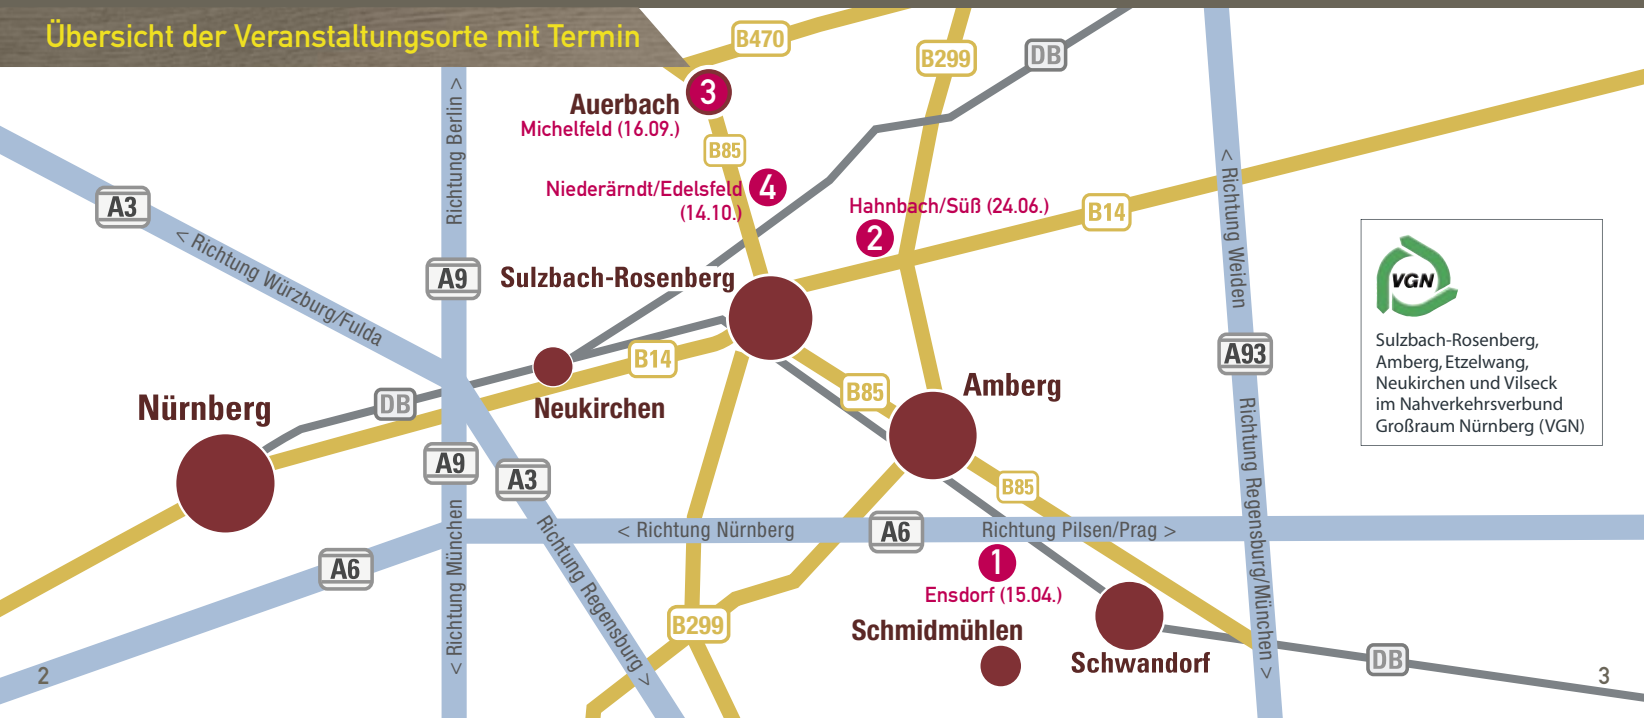 Übersicht der Veranstaltungsorte mit Termin
B470
B299
DB
3
Auerbach
Michelfeld (16.09.)
B85
Richtung Berlin >
A3
< Richtung Würzburg/Fulda
Niederärndt/Edelsfeld
(14.10.)
4
Hahnbach/Süß (24.06.)
2
B14
< Richtung Weiden
A9
Sulzbach-Rosenberg
VGN
Sulzbach-Rosenberg,
Amberg, Etzelwang,
Neukirchen und Vilseck
im Nahverkehrsverbund
Großraum Nürnberg (VGN)
A93
B14
B85
Amberg
Nürnberg
DB
Neukirchen
A9
A3
B85
Richtung Regensburg/München >
< Richtung München
Richtung Regensburg >
< Richtung Nürnberg
A6
Richtung Pilsen/Prag >
A6
1
Ensdorf (15.04.)
B299
Schmidmühlen
Schwandorf
DB
2
3